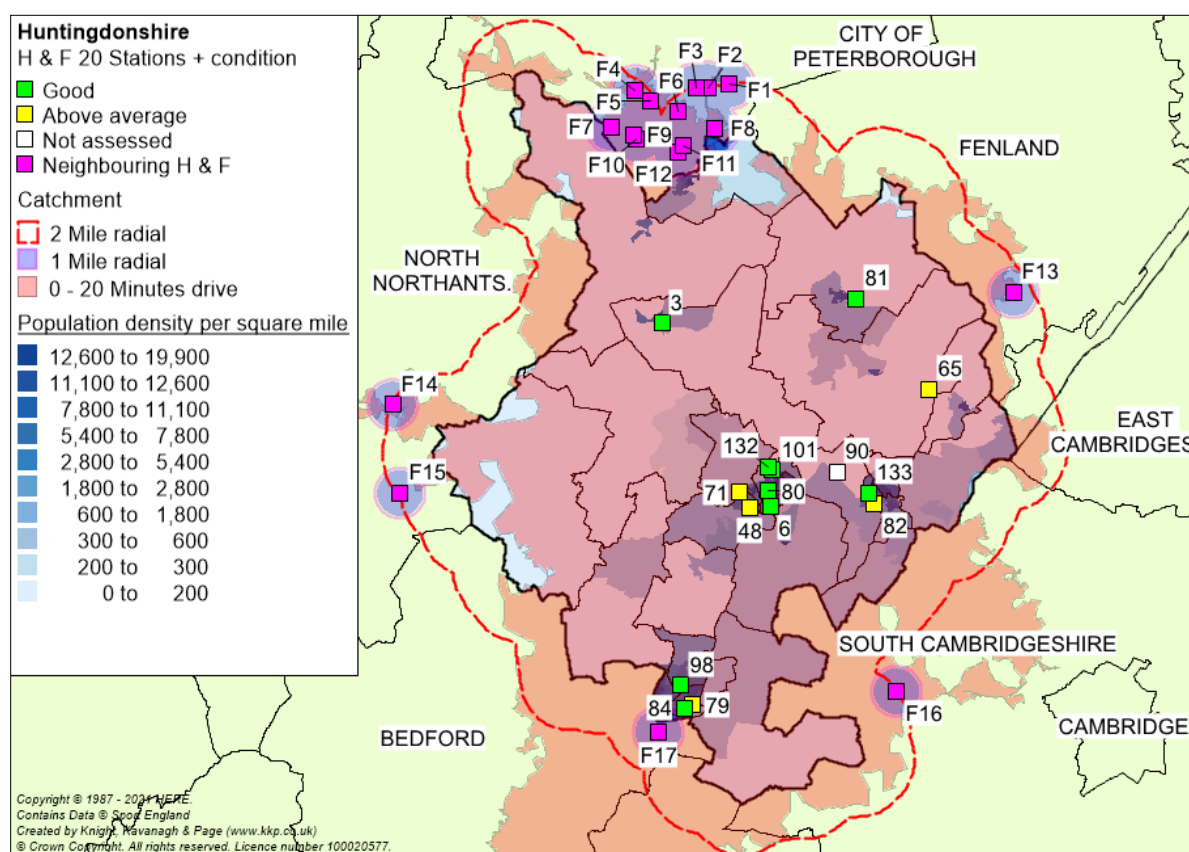 Huntingdonshire
H & F 20 Stations + condition
Good
Above average
Not assessed
Neighbouring H & F
Catchment
2 Mile radial
1 Mile radial
0 - 20 Minutes drive
Population density per square mile
12,600 to 19,900
11,100 to 12,600
7,800 to 11,100
5,400 to 7,800
2,800 to 5,400
1,800 to 2,800
600 to 1,800
300 to 600
200 to 300
0 to 200
CITY OF
PETERBOROUGH
F3
F2
F4
F6
F1
F5
F7
F9
F8
F10
F11
F12
FENLAND
NORTH
NORTHANTS.
F13
81
3
65
F14
EAST
CAMBRIDGES
132
101
90
133
F15
71
80
48
6
82
SOUTH CAMBRIDGESHIRE
98
84
79
F16
CAMBRIDGE
BEDFORD
F17
Copyright © 1987 - 2021 HERE.
Contains Data © Sport England
Created by Knight, Kavanagh & Page (www.kkp.co.uk)
© Crown Copyright. All rights reserved. Licence number 100020577.